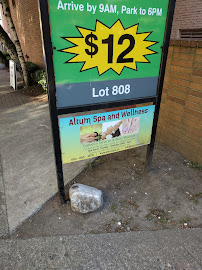 Arrive by 9AM, Park to 6PM
$12
Lot 808
Altum Spa and Wellness